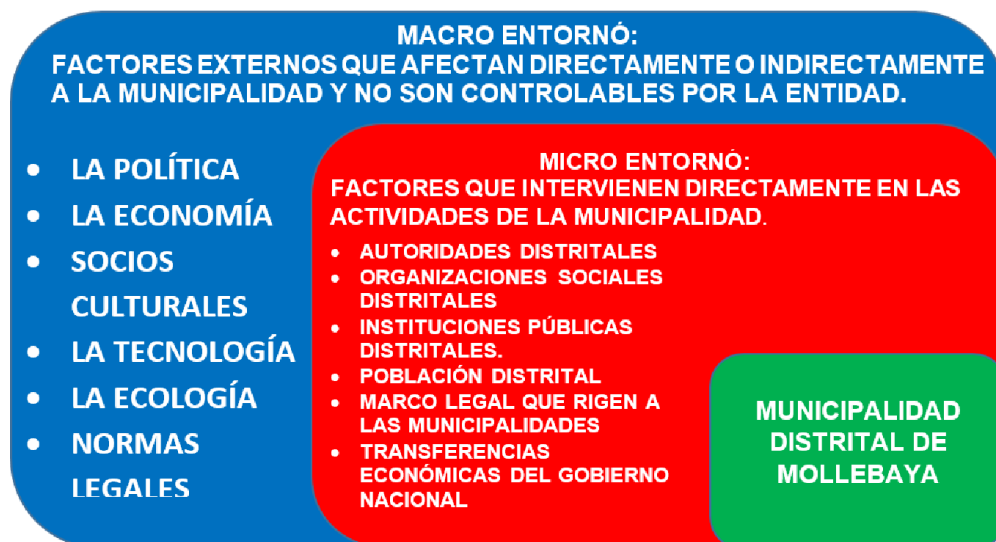 MACRO ENTORNÓ:
FACTORES EXTERNOS QUE AFECTAN DIRECTAMENTE O INDIRECTAMENTE
A LA MUNICIPALIDAD Y NO SON CONTROLABLES POR LA ENTIDAD.
• LA POLÍTICA
• LA ECONOMÍA
• SOCIOS
CULTURALES
• LA TECNOLOGÍA
• LA ECOLOGÍA
• NORMAS
LEGALES
MICRO ENTORNÓ:
FACTORES QUE INTERVIENEN DIRECTAMENTE EN LAS
ACTIVIDADES DE LA MUNICIPALIDAD.
• AUTORIDADES DISTRITALES
• ORGANIZACIONES SOCIALES
DISTRITALES
• INSTITUCIONES PÚBLICAS
DISTRITALES.
• POBLACIÓN DISTRITAL
• MARCO LEGAL QUE RIGEN A
LAS MUNICIPALIDADES
• TRANSFERENCIAS
ECONÓMICAS DEL GOBIERNO
NACIONAL
MUNICIPALIDAD
DISTRITAL DE
MOLLEBAYA